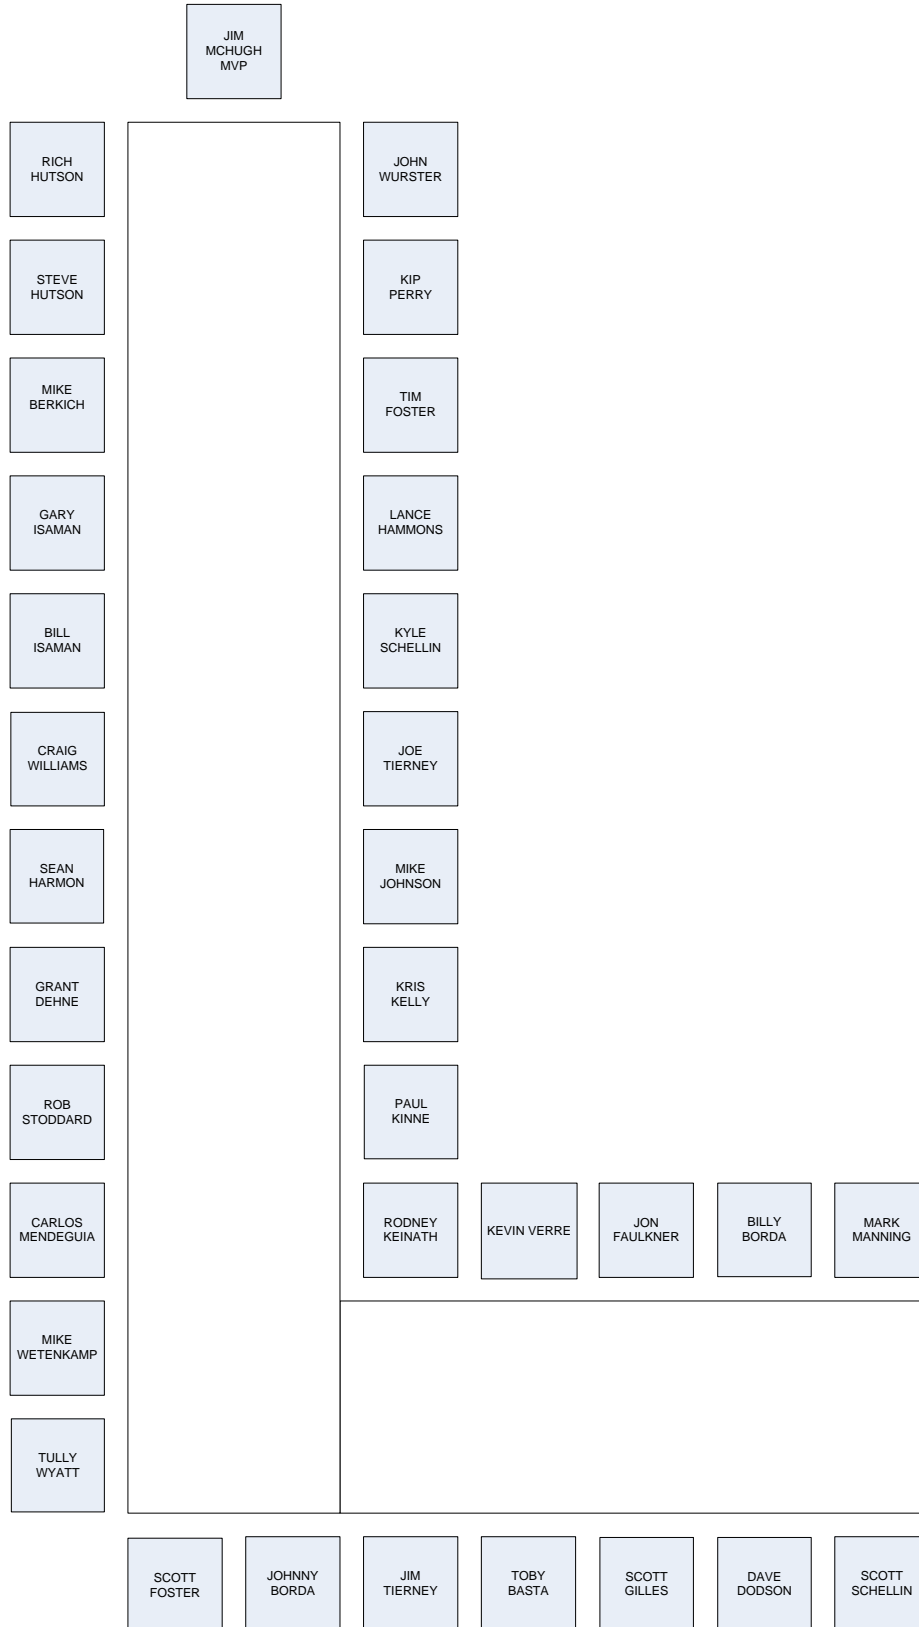 JIM
MCHUGH
MVP
RICH
HUTSON
JOHN
WURSTER
STEVE
HUTSON
KIP
PERRY
MIKE
BERKICH
TIM
FOSTER
GARY
ISAMAN
LANCE
HAMMONS
BILL
ISAMAN
KYLE
SCHELLIN
CRAIG
WILLIAMS
JOE
TIERNEY
SEAN
HARMON
MIKE
JOHNSON
GRANT
DEHNE
KRIS
KELLY
ROB
STODDARD
PAUL
KINNE
CARLOS
MENDEGUIA
RODNEY
KEINATH
KEVIN VERRE
JON
FAULKNER
BILLY
BORDA
MARK
MANNING
MIKE
WETENKAMP
TULLY
WYATT
SCOTT
FOSTER
JOHNNY
BORDA
JIM
TIERNEY
TOBY
BASTA
SCOTT
GILLES
DAVE
DODSON
SCOTT
SCHELLIN